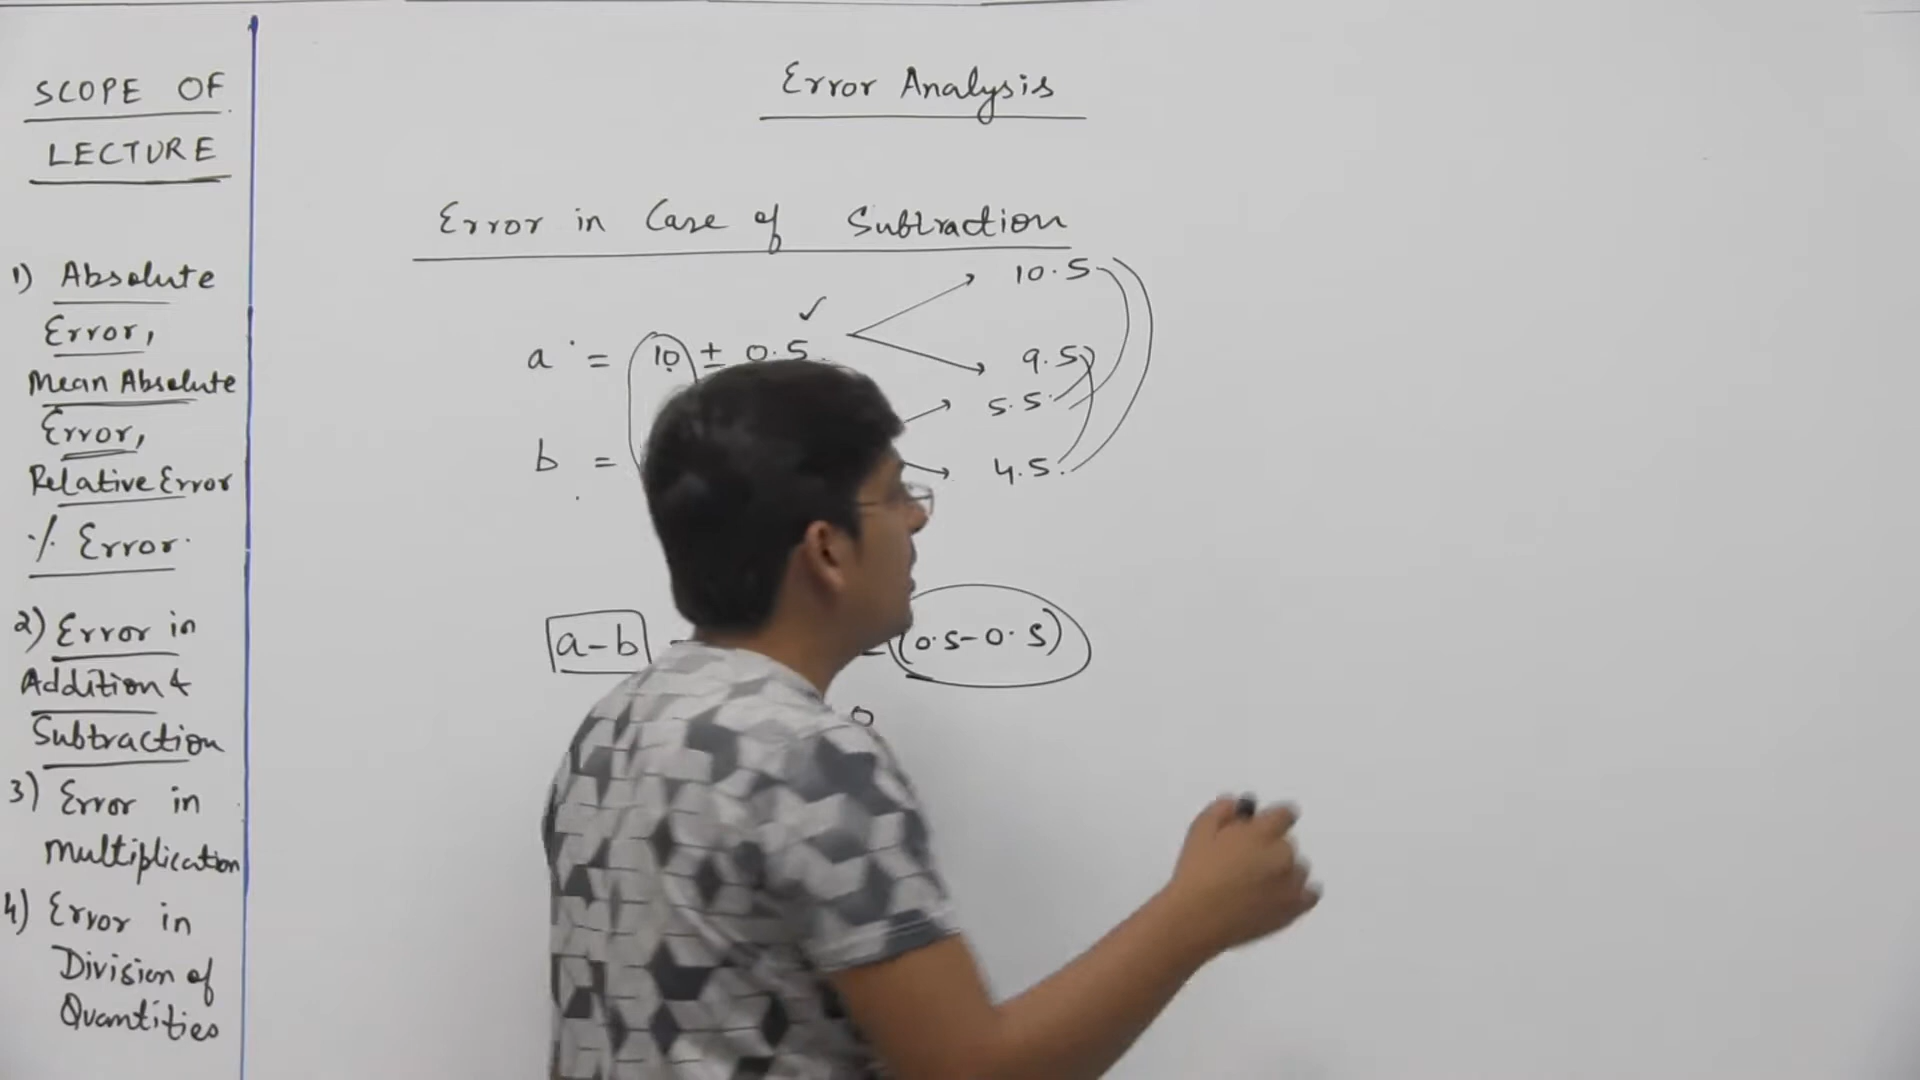 SCOPE OF
LECTURE
1) Absolute
Error,
Mean Absolute
Error,
Relative Error
·/. Error.
2) Error in
Addition &
Subtraction
3) Error in
Multiplication
4) Error in
Division of
Quantities
Error Analysis
Error in Case of Subtraction
a = 10 ± 0.5 ✓
10.5
9.5
b =
5.5
4.5
a-b
(0.5-0.5)
0